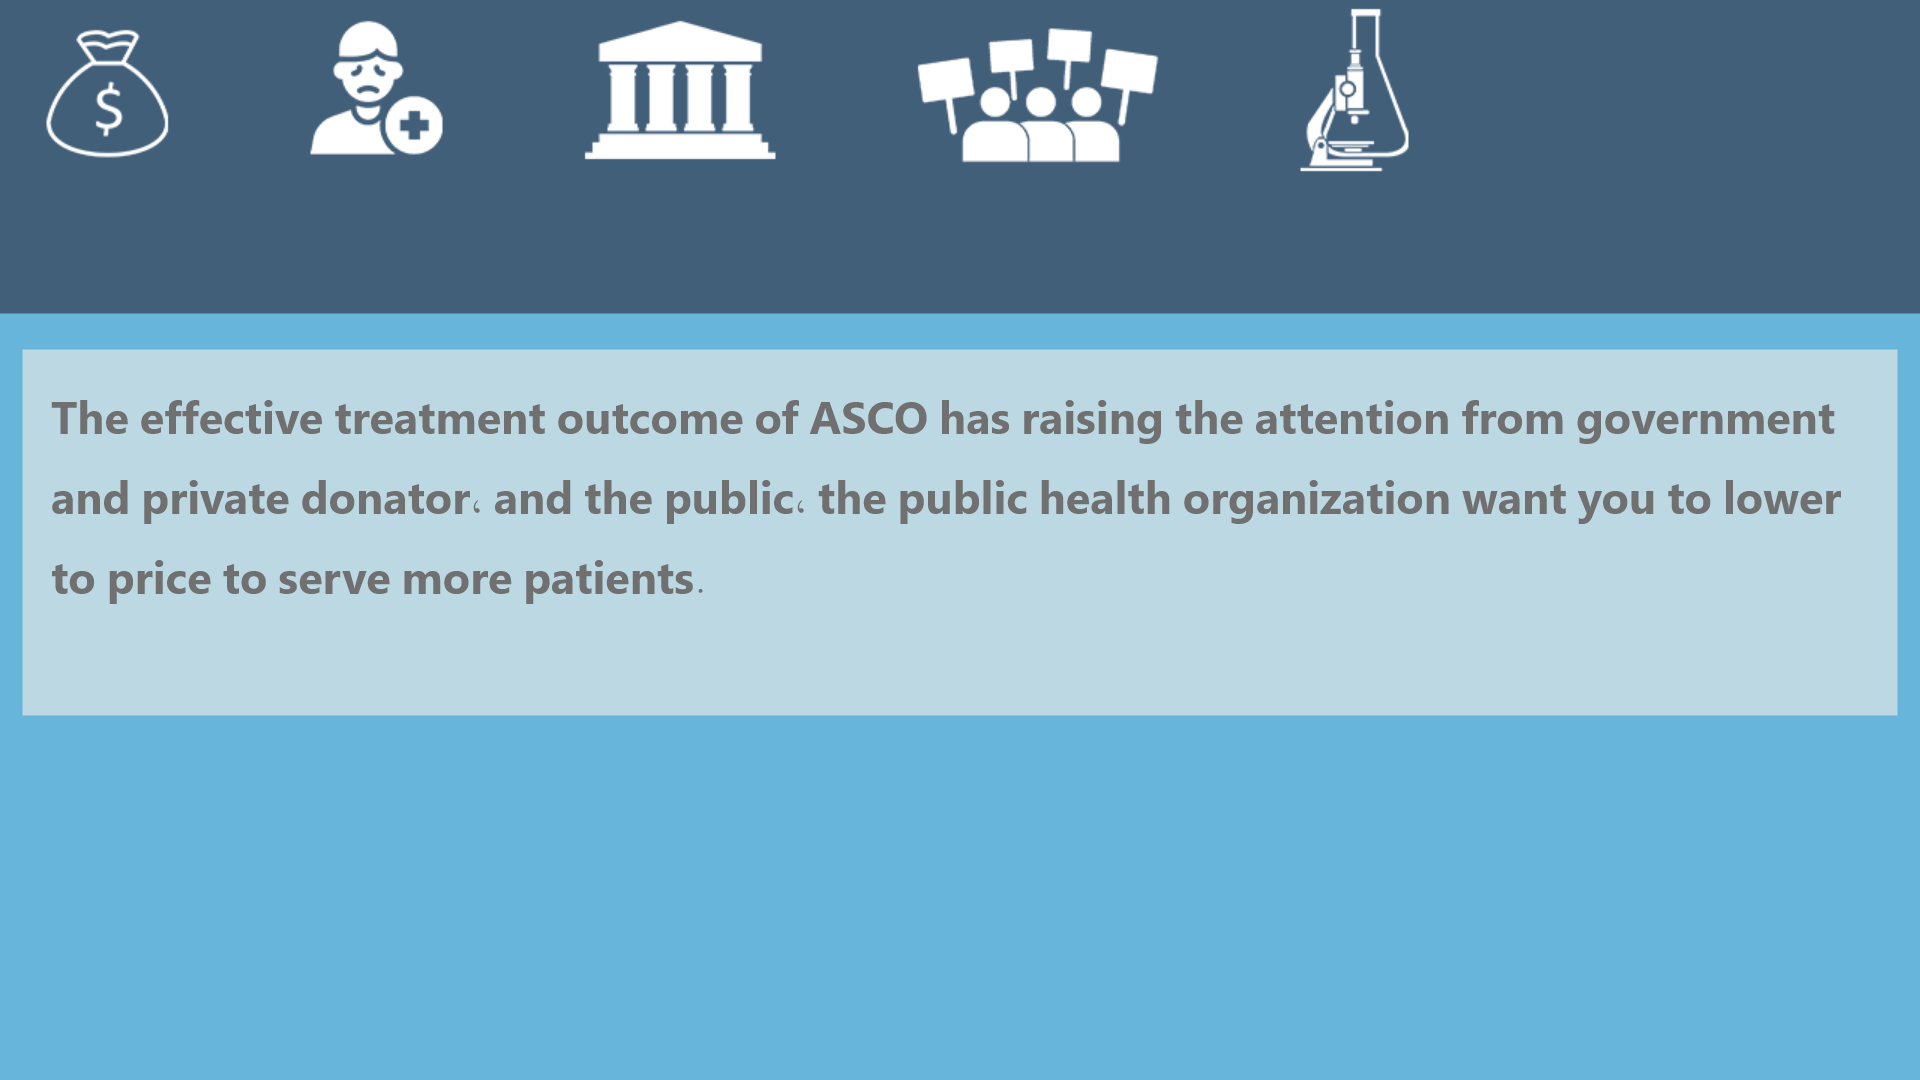 $
The effective treatment outcome of ASCO has raising the attention from government
and private donator، and the public، the public health organization want you to lower
to price to serve more patients.